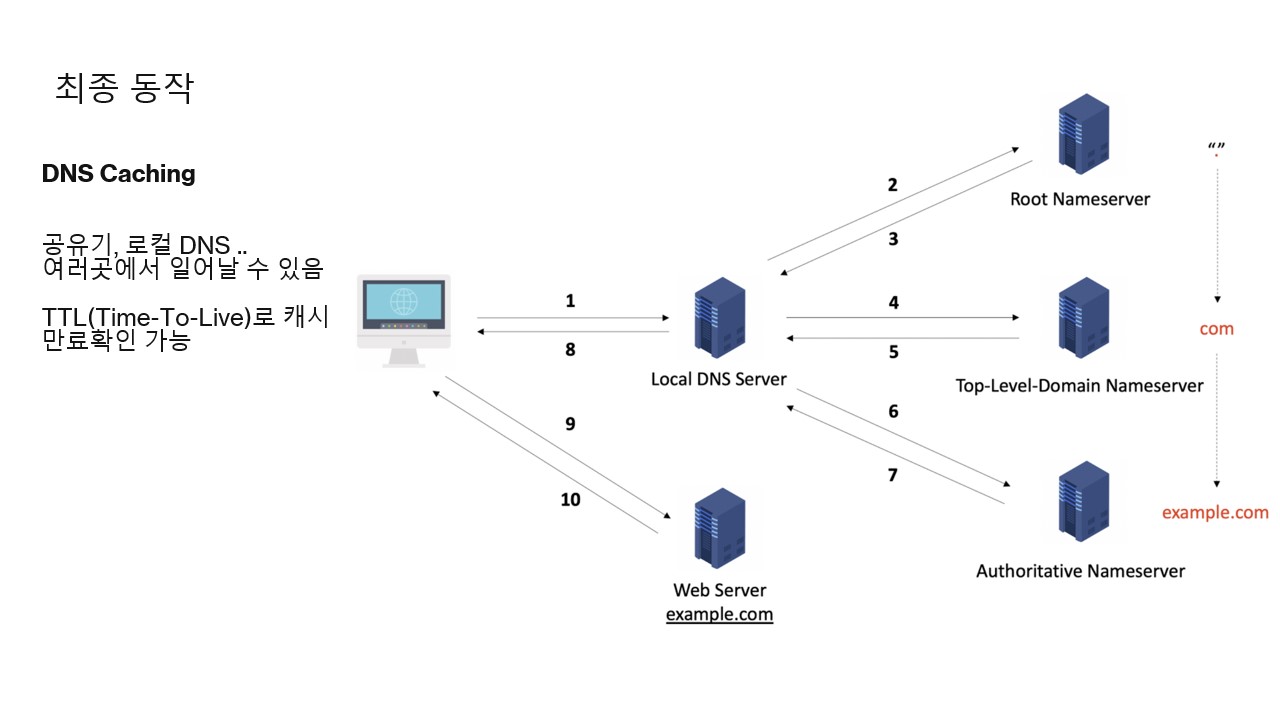 최종 동작
DNS Caching
공유기, 로컬 DNS ..
여러곳에서 일어날 수 있음
TTL(Time-To-Live)로 캐시
만료확인 가능
1
8
2
3
4
5
6
7
9
10
Local DNS Server
Root Nameserver
“.”
Top-Level-Domain Nameserver
com
Authoritative Nameserver
example.com
Web Server
example.com